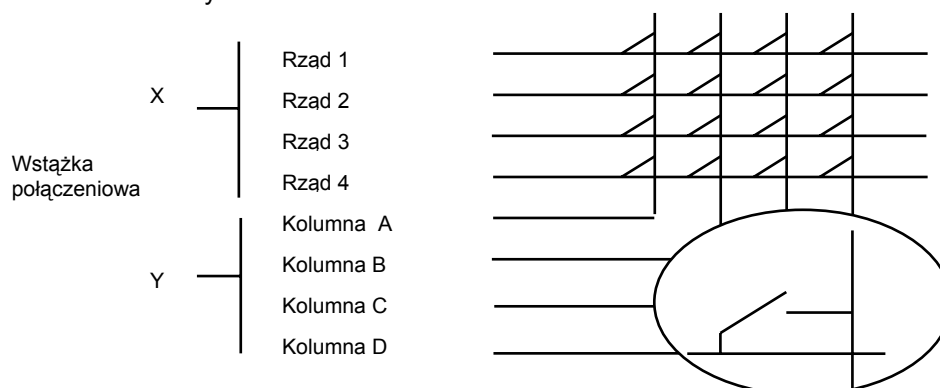 Rząd 1
X
Rząd 2
Rząd 3
Wstążka
połączeniowa
Rząd 4
Kolumna A
Kolumna B
Y
Kolumna C
Kolumna D